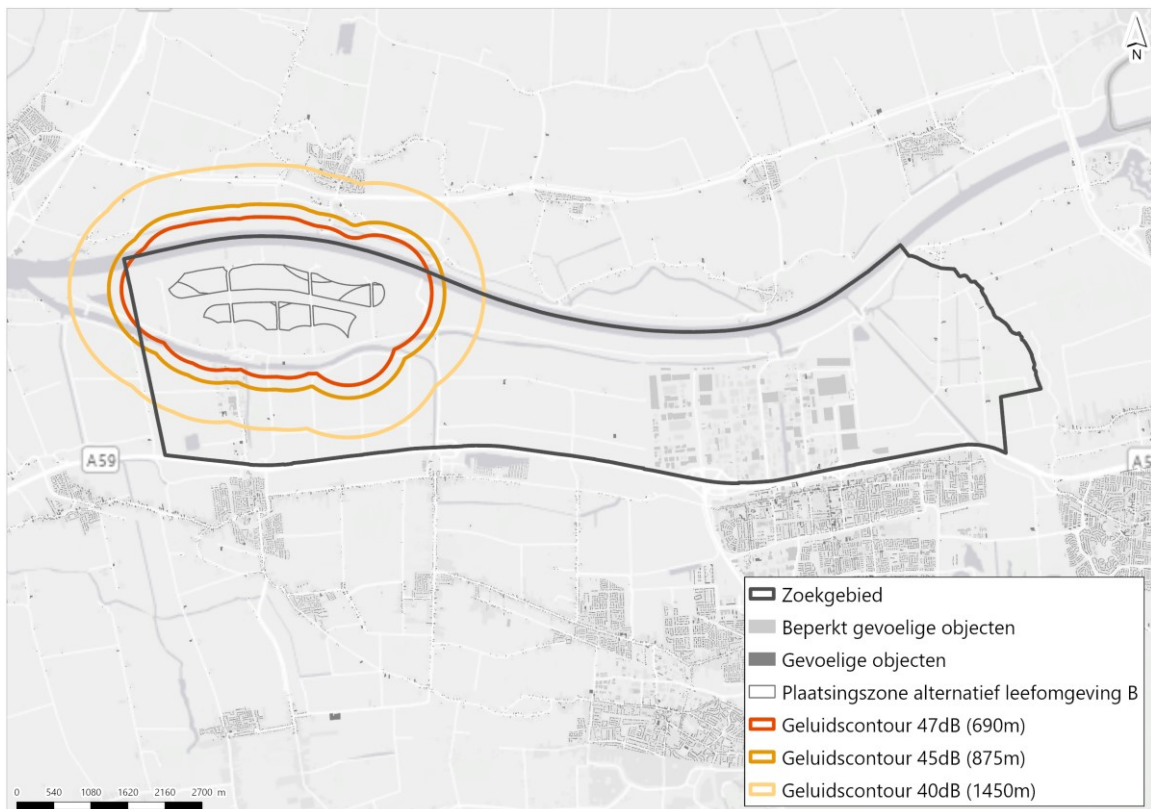 N
A59
A5
Zoekgebied
Beperkt gevoelige objecten
Gevoelige objecten
Plaatsingszone alternatief leefomgeving B
Geluidscontour 47dB (690m)
Geluidscontour 45dB (875m)
Geluidscontour 40dB (1450m)
0 540 1080 1620 2160 2700 m